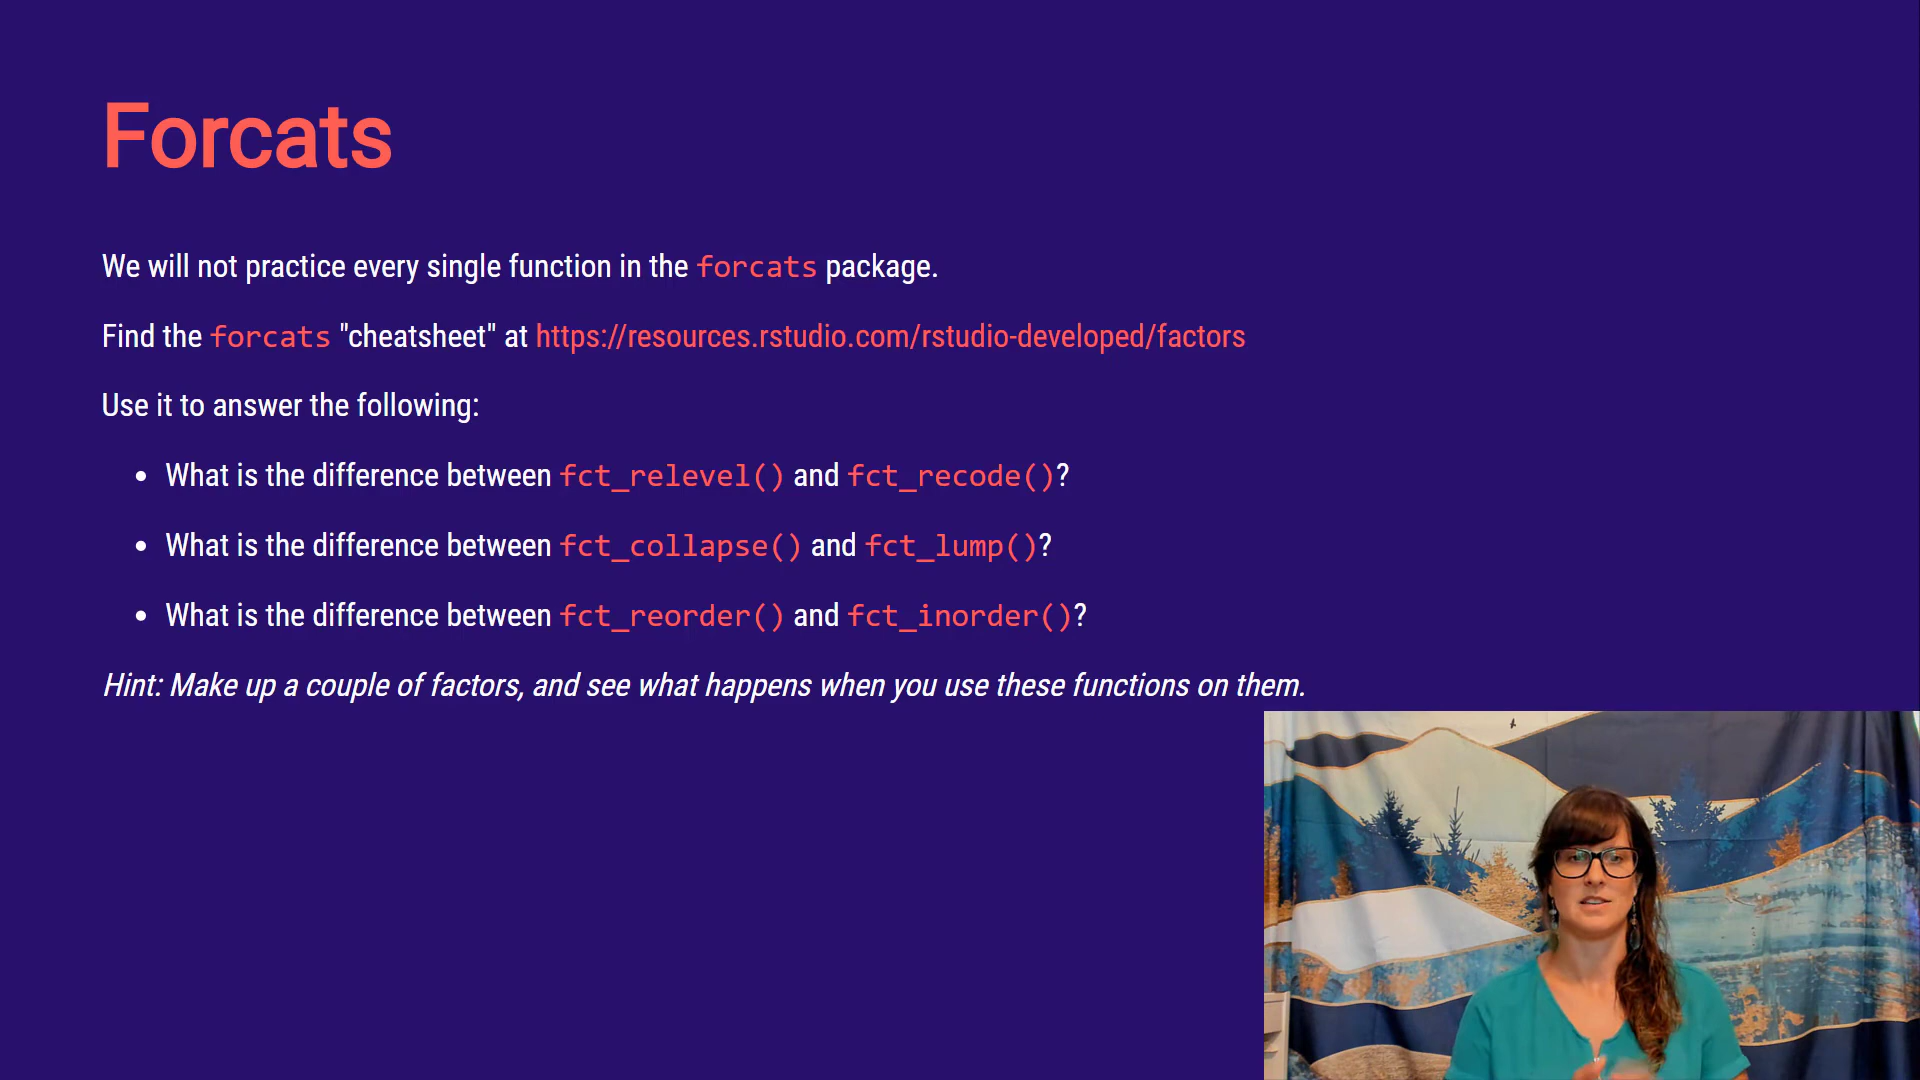 Forcats
We will not practice every single function in the forcats package.
Find the forcats "cheatsheet" at https://resources.rstudio.com/rstudio-developed/factors
Use it to answer the following:
• What is the difference between fct_relevel() and fct_recode()?
• What is the difference between fct_collapse() and fct_lump()?
• What is the difference between fct_reorder() and fct_inorder()?
Hint: Make up a couple of factors, and see what happens when you use these functions on them.